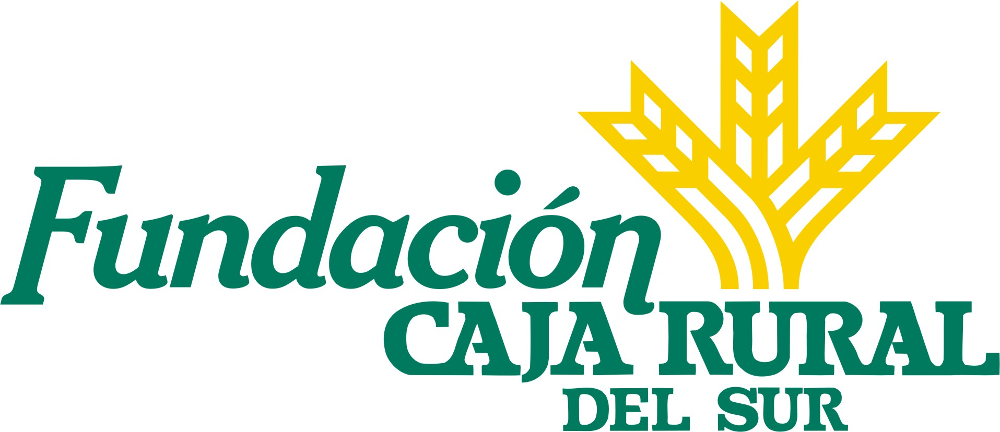 Fundación
CAJA RURAL
DEL SUR